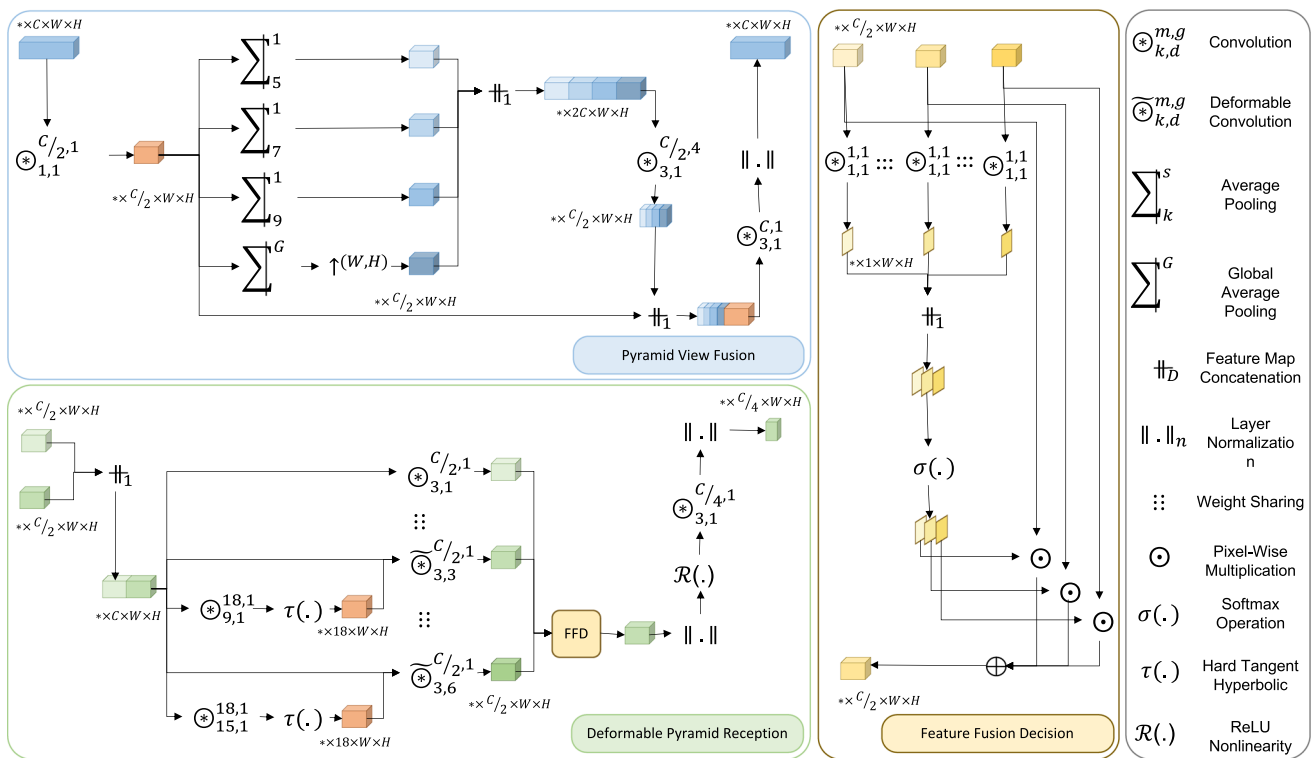 *×C×W×H
⊛ C/2,1 1,1
*× C/2 ×W×H
∑ 1 5
∑ 1 7
∑ 1 9
∑ G
↑(W,H)
*× C/2 ×W×H
⧺1
*×2C×W×H
⊛ C/2,4 3,1
*× C/2 ×W×H
⧺1
⊛ C,1 3,1
‖ . ‖
*×C×W×H
Pyramid View Fusion
*× C/2 ×W×H
*× C/2 ×W×H
⧺1
*×C×W×H
⊛ C/2,1 3,1
⊛̃ C/2,1 3,3
⊛ 18,1 9,1
τ(.)
*×18×W×H
⊛̃ C/2,1 3,6
*× C/2 ×W×H
⊛ 18,1 15,1
τ(.)
*×18×W×H
FFD
‖ . ‖
ℛ(.)
⊛ C/4,1 3,1
‖ . ‖
*× C/4 ×W×H
Deformable Pyramid Reception
*× C/2 ×W×H
⊛ 1,1 1,1 ⊛ 1,1 1,1 ⊛ 1,1 1,1
*×1×W×H
⧺1
σ(.)
⊙
⊙
⊙
⊕
*× C/2 ×W×H
Feature Fusion Decision
⊛ m,g k,d Convolution
⊛̃ m,g k,d Deformable
Convolution
∑ s k Average
Pooling
∑ G Global
Average
Pooling
⧺D Feature Map
Concatenation
‖ . ‖n Layer
Normalizatio
n
Weight Sharing
⊙ Pixel-Wise
Multiplication
σ(.) Softmax
Operation
τ(.) Hard Tangent
Hyperbolic
ℛ(.) ReLU
Nonlinearity